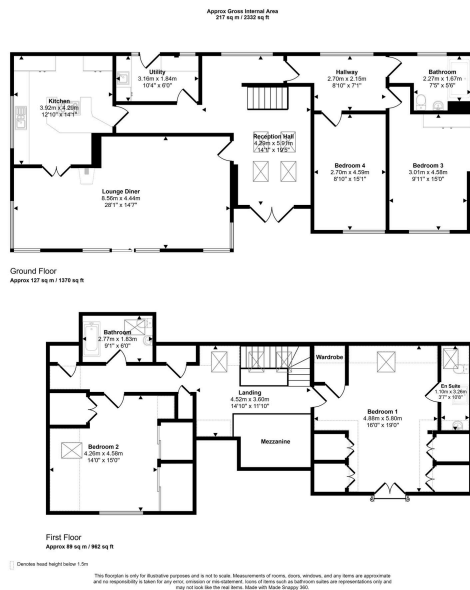 Approx Gross Internal Area
217 sq m / 2332 sq ft
Utility
3.16m x 1.84m
10'4" x 6'0"
Hallway
2.70m x 2.15m
8'10" x 7'1"
Bathroom
2.27m x 1.67m
7'5" x 5'6"
Kitchen
3.92m x 4.29m
12'10" x 14'1"
Reception Hall
4.29m x 5.91m
14'1" x 19'5"
Bedroom 4
2.70m x 4.59m
8'10" x 15'1"
Bedroom 3
3.01m x 4.58m
9'11" x 15'0"
Lounge Diner
8.56m x 4.44m
28'1" x 14'7"
Ground Floor
Approx 127 sq m / 1370 sq ft
Bathroom
2.77m x 1.83m
9'1" x 6'0"
Wardrobe
Landing
4.52m x 3.60m
14'10" x 11'10"
En Suite
1.10m x 3.26m
3'7" x 10'8"
Bedroom 1
4.88m x 5.80m
16'0" x 19'0"
Bedroom 2
4.26m x 4.58m
14'0" x 15'0"
Mezzanine
First Floor
Approx 89 sq m / 962 sq ft
Denotes head height below 1.5m
This floorplan is only for illustrative purposes and is not to scale. Measurements of rooms, doors, windows, and any items are approximate
and no responsibility is taken for any error, omission or mis-statement. Icons of items such as bathroom suites are representations only and
may not look like the real items. Made with Made Snappy 360.